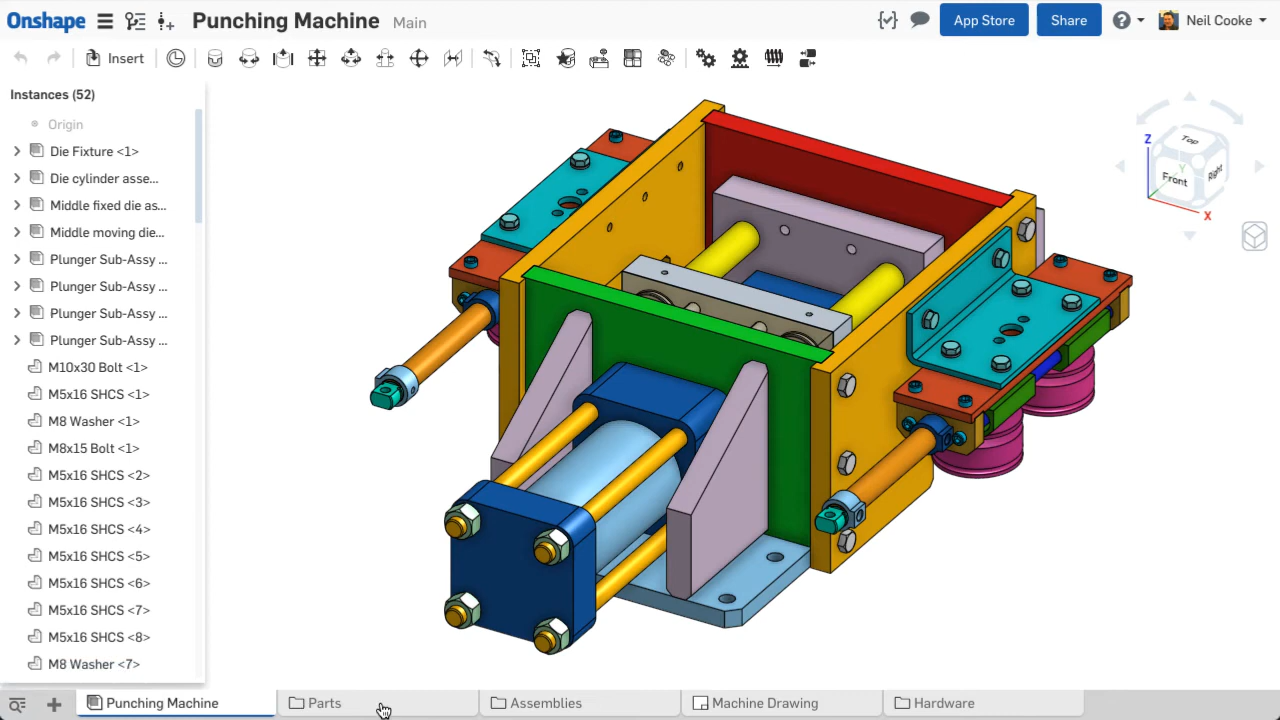 Onshape Punching Machine Main App Store Share Neil Cooke
Insert
Instances (52)
Origin
Die Fixture <1>
Die cylinder asse...
Middle fixed die as...
Middle moving die...
Plunger Sub-Assy ...
Plunger Sub-Assy ...
Plunger Sub-Assy ...
Plunger Sub-Assy ...
M10x30 Bolt <1>
M5x16 SHCS <1>
M8 Washer <1>
M8x15 Bolt <1>
M5x16 SHCS <2>
M5x16 SHCS <3>
M5x16 SHCS <4>
M5x16 SHCS <5>
M5x16 SHCS <6>
M5x16 SHCS <7>
M5x16 SHCS <8>
M8 Washer <7>
Z
Top
Y
Front
Right
X
Punching Machine Parts Assemblies Machine Drawing Hardware